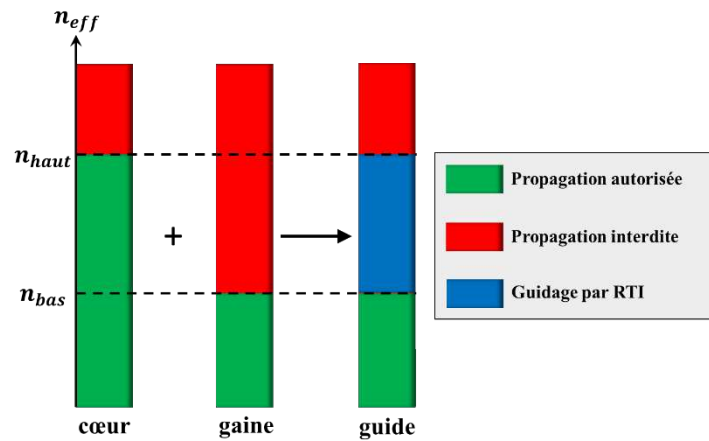 n_eff
n_haut
n_bas
+
cœur
gaine
guide
Propagation autorisée
Propagation interdite
Guidage par RTI